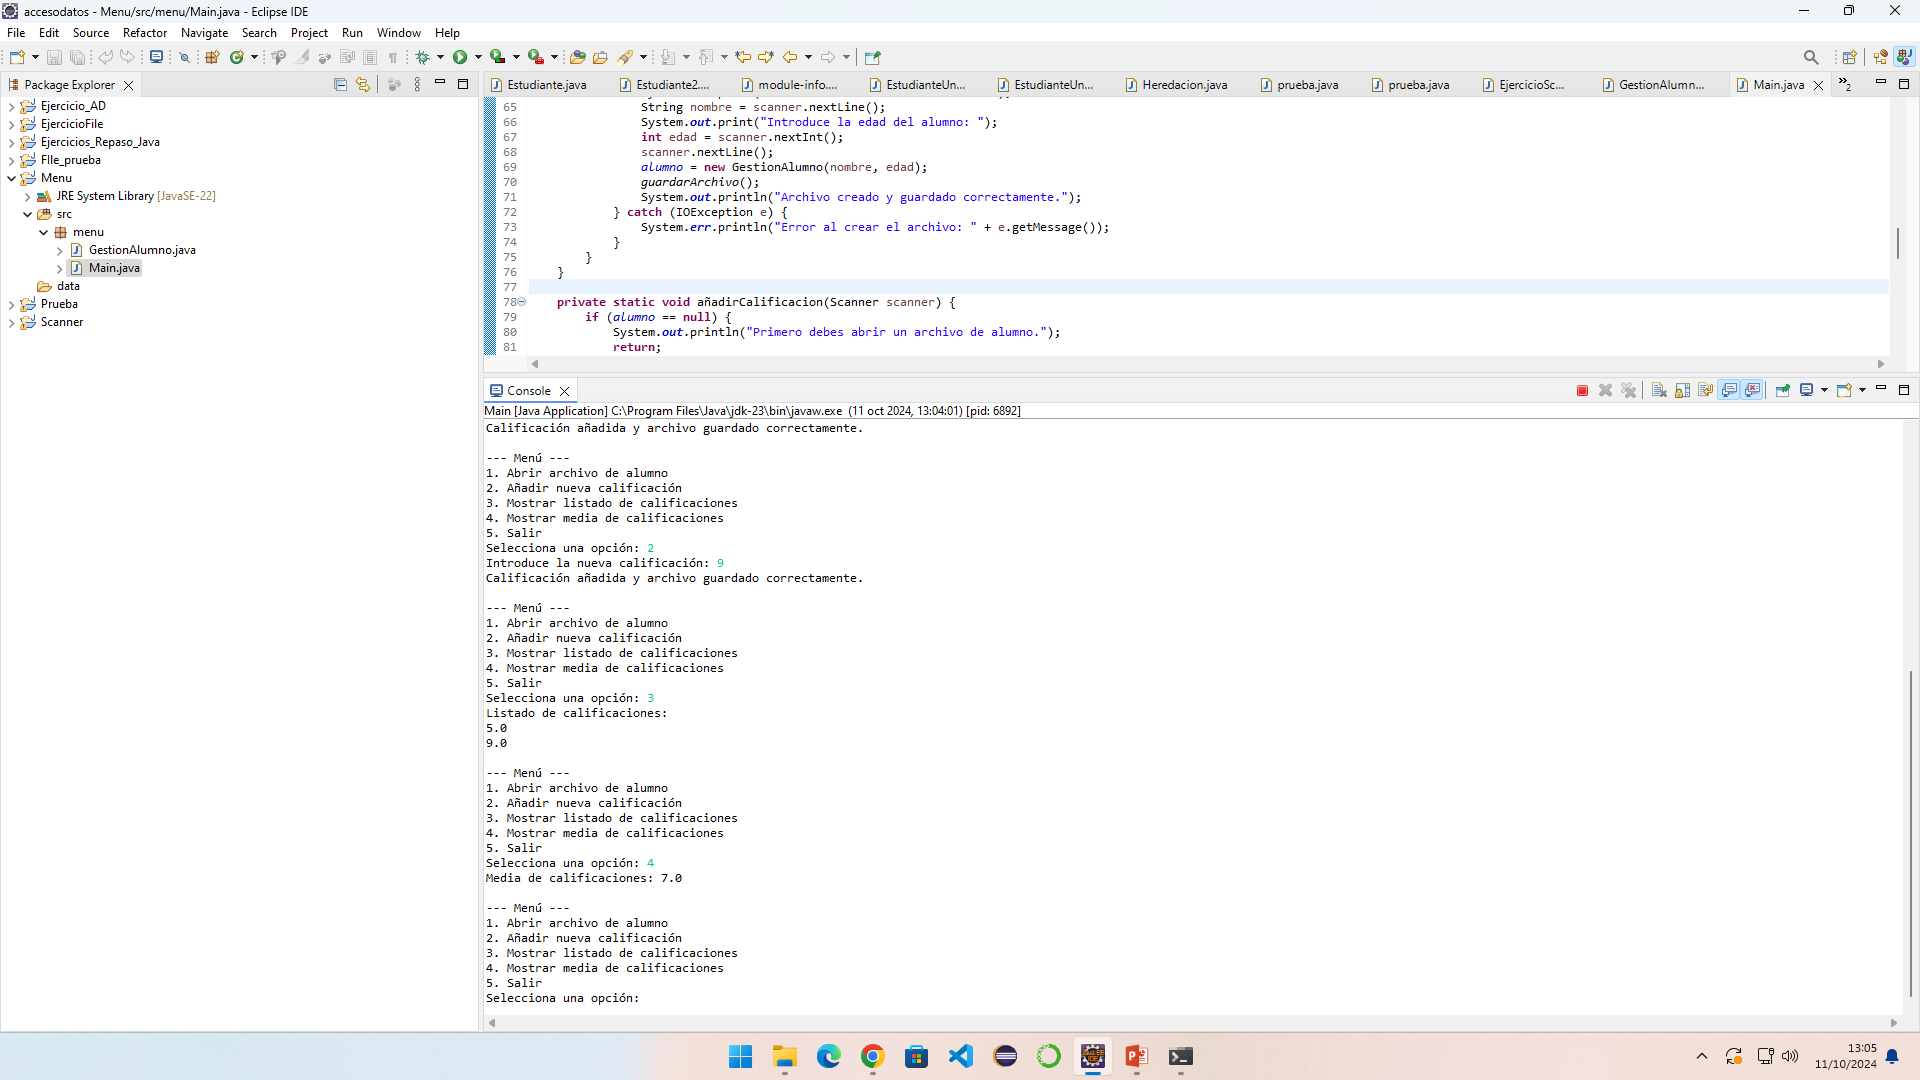 accesodatos - Menu/src/menu/Main.java - Eclipse IDE
File Edit Source Refactor Navigate Search Project Run Window Help
Package Explorer
Ejercicio_AD
EjercicioFile
Ejercicios_Repaso_Java
FIle_prueba
Menu
JRE System Library [JavaSE-22]
src
menu
GestionAlumno.java
Main.java
data
Prueba
Scanner
Estudiante.java Estudiante2.... module-info.... EstudianteUn... EstudianteUn... Heredacion.java prueba.java prueba.java EjercicioSc... GestionAlumn... Main.java 2
65 String nombre = scanner.nextLine();
66 System.out.print("Introduce la edad del alumno: ");
67 int edad = scanner.nextInt();
68 scanner.nextLine();
69 alumno = new GestionAlumno(nombre, edad);
70 guardarArchivo();
71 System.out.println("Archivo creado y guardado correctamente.");
72 } catch (IOException e) {
73 System.err.println("Error al crear el archivo: " + e.getMessage());
74 }
75 }
76 }
77
78 private static void añadirCalificacion(Scanner scanner) {
79 if (alumno == null) {
80 System.out.println("Primero debes abrir un archivo de alumno.");
81 return;
Console
Main [Java Application] C:\Program Files\Java\jdk-23\bin\javaw.exe (11 oct 2024, 13:04:01) [pid: 6892]
Calificación añadida y archivo guardado correctamente.
--- Menú ---
1. Abrir archivo de alumno
2. Añadir nueva calificación
3. Mostrar listado de calificaciones
4. Mostrar media de calificaciones
5. Salir
Selecciona una opción: 2
Introduce la nueva calificación: 9
Calificación añadida y archivo guardado correctamente.
--- Menú ---
1. Abrir archivo de alumno
2. Añadir nueva calificación
3. Mostrar listado de calificaciones
4. Mostrar media de calificaciones
5. Salir
Selecciona una opción: 3
Listado de calificaciones:
5.0
9.0
--- Menú ---
1. Abrir archivo de alumno
2. Añadir nueva calificación
3. Mostrar listado de calificaciones
4. Mostrar media de calificaciones
5. Salir
Selecciona una opción: 4
Media de calificaciones: 7.0
--- Menú ---
1. Abrir archivo de alumno
2. Añadir nueva calificación
3. Mostrar listado de calificaciones
4. Mostrar media de calificaciones
5. Salir
Selecciona una opción:
13:05
11/10/2024